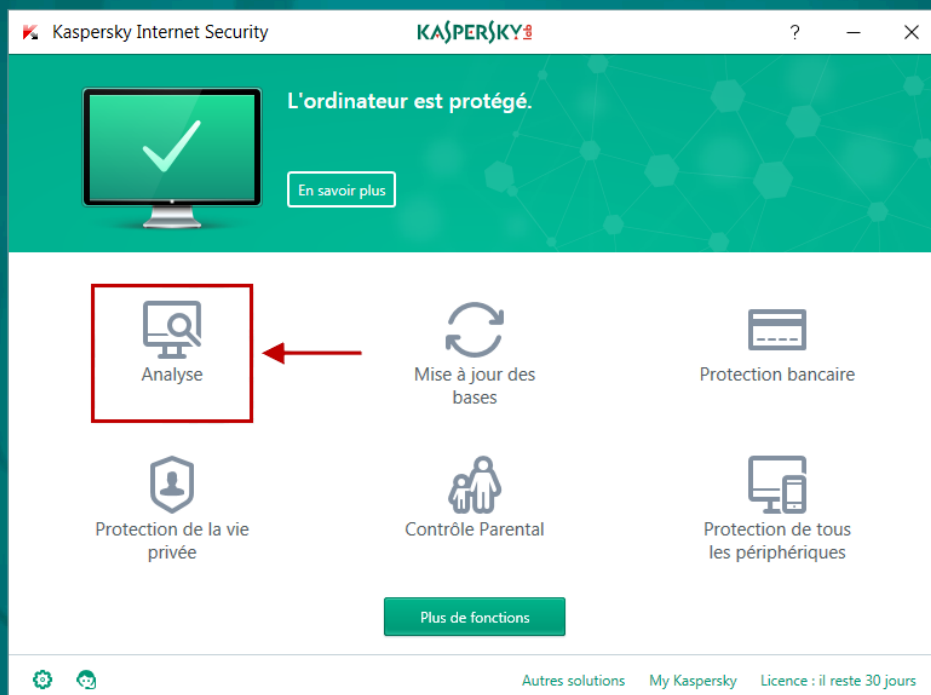 Kaspersky Internet Security
KASPERSKY lab
?
L'ordinateur est protégé.
En savoir plus
Analyse
Mise à jour des
bases
Protection bancaire
Protection de la vie
privée
Contrôle Parental
Protection de tous
les périphériques
Plus de fonctions
Autres solutions
My Kaspersky
Licence : il reste 30 jours